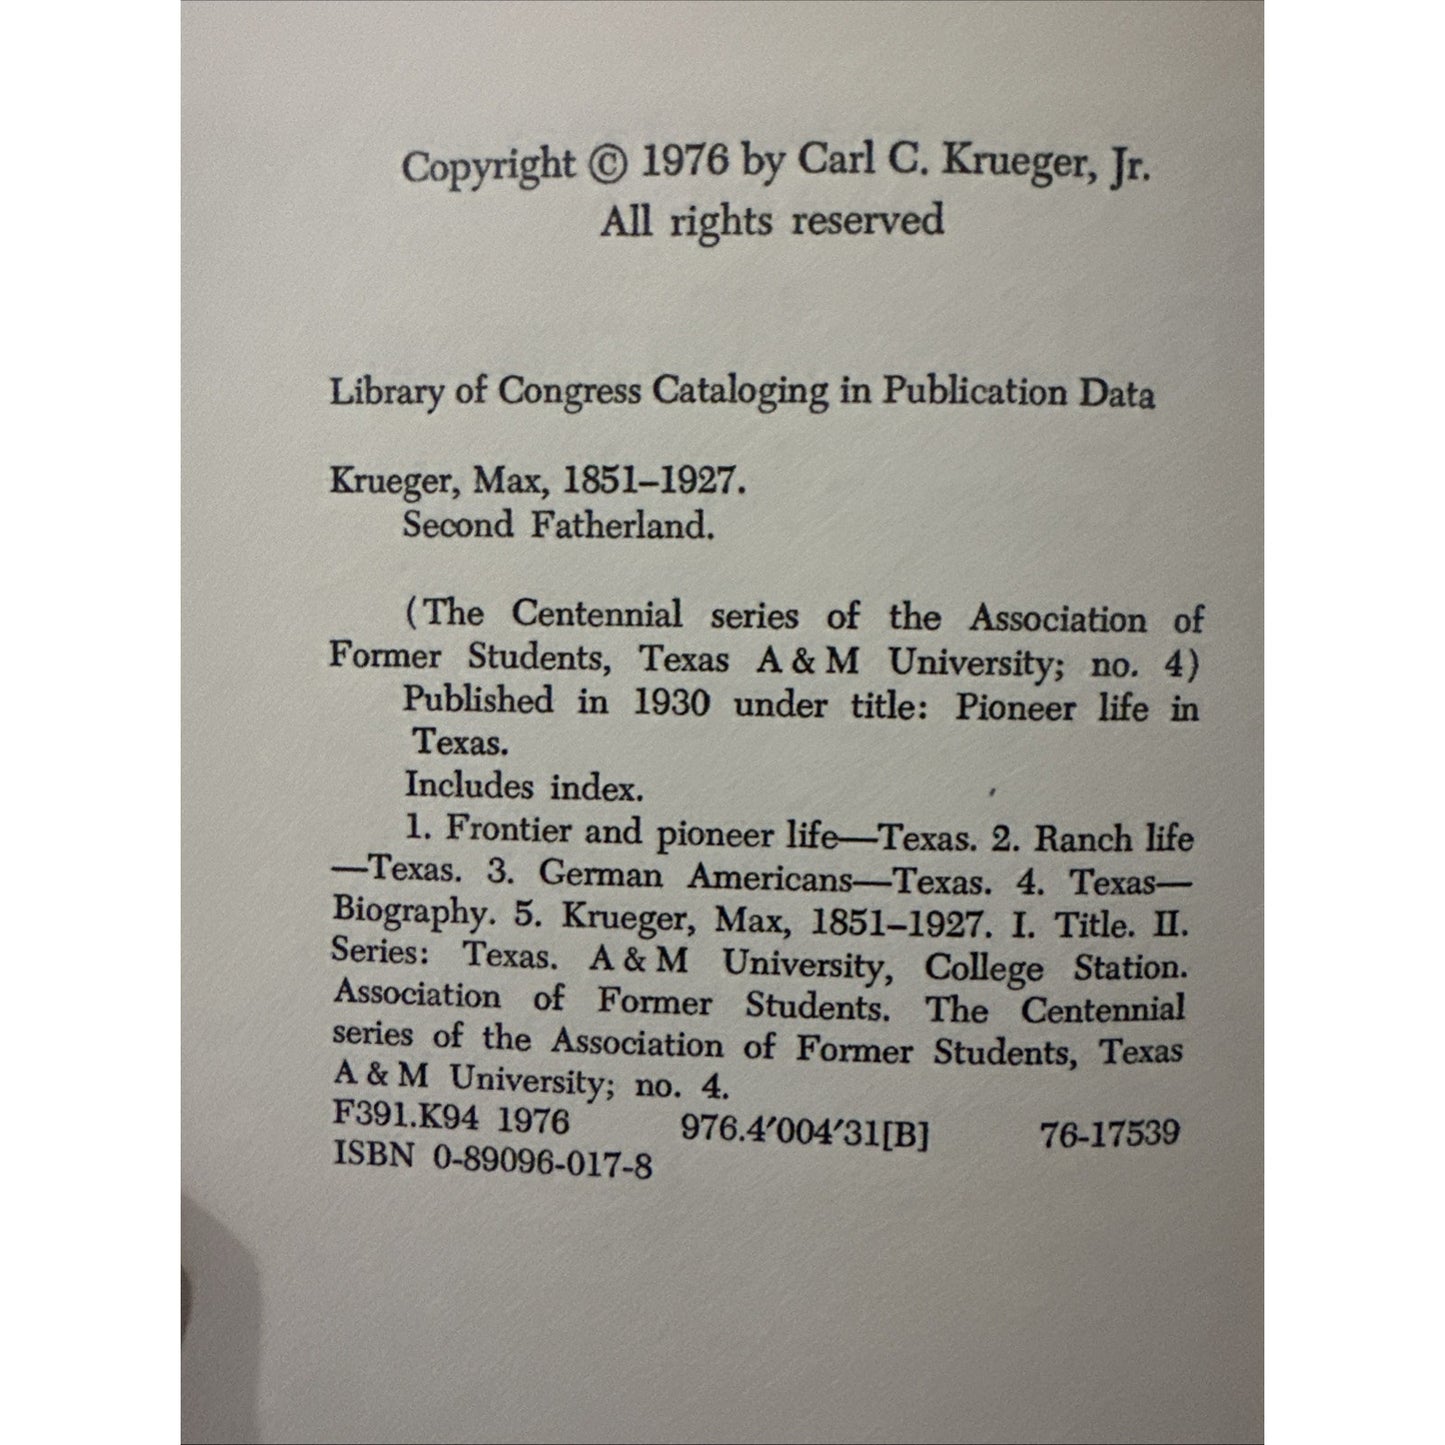 Copyright © 1976 by Carl C. Krueger, Jr.
All rights reserved
Library of Congress Cataloging in Publication Data
Krueger, Max, 1851–1927.
Second Fatherland.
(The Centennial series of the Association of
Former Students, Texas A & M University; no. 4)
Published in 1930 under title: Pioneer life in
Texas.
Includes index.
1. Frontier and pioneer life—Texas. 2. Ranch life
—Texas. 3. German Americans—Texas. 4. Texas—
Biography. 5. Krueger, Max, 1851–1927. I. Title. II.
Series: Texas. A & M University, College Station.
Association of Former Students. The Centennial
series of the Association of Former Students, Texas
A & M University; no. 4.
F391.K94 1976 976.4′004′31[B] 76-17539
ISBN 0-89096-017-8